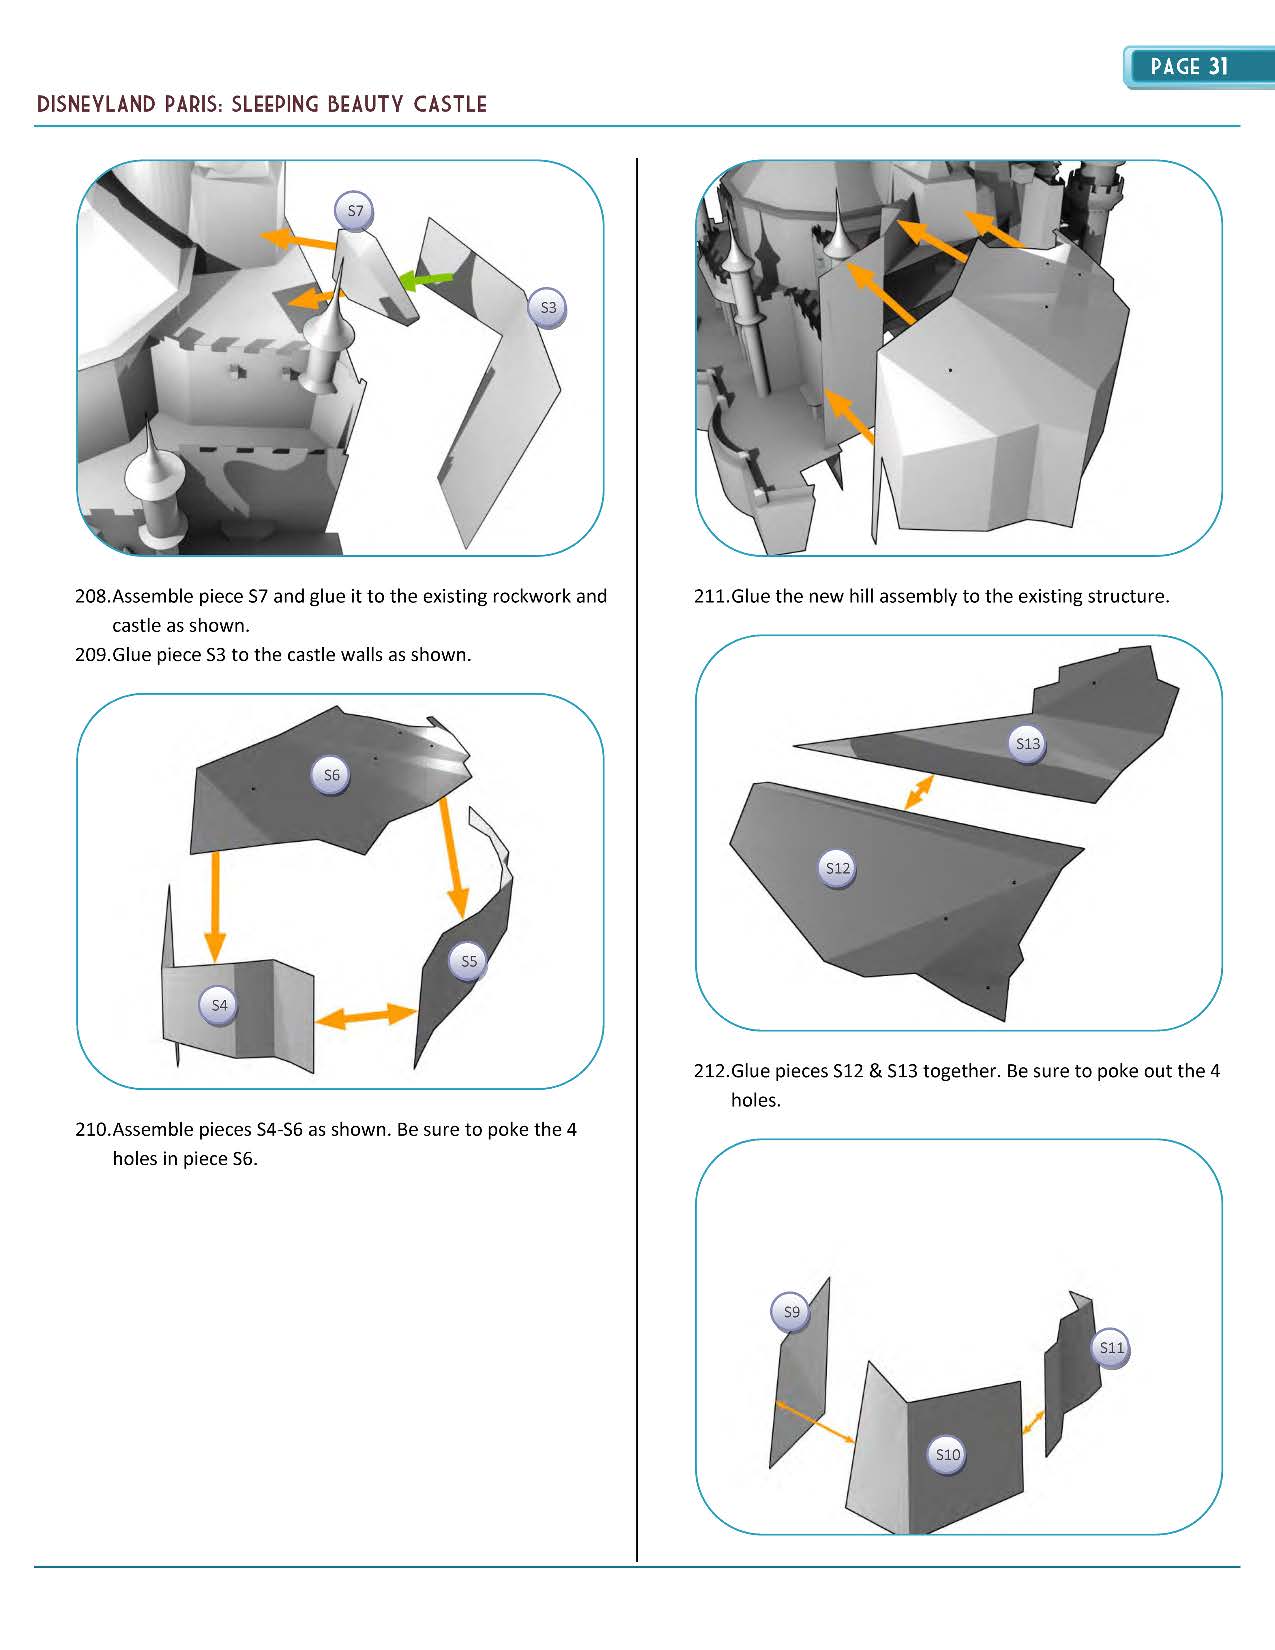 PAGE 31
DISNEYLAND PARIS: SLEEPING BEAUTY CASTLE
S7
S3
208.Assemble piece S7 and glue it to the existing rockwork and
castle as shown.
209.Glue piece S3 to the castle walls as shown.
S6
S5
S4
210.Assemble pieces S4-S6 as shown. Be sure to poke the 4
holes in piece S6.
211.Glue the new hill assembly to the existing structure.
S13
S12
212.Glue pieces S12 & S13 together. Be sure to poke out the 4
holes.
S9
S11
S10